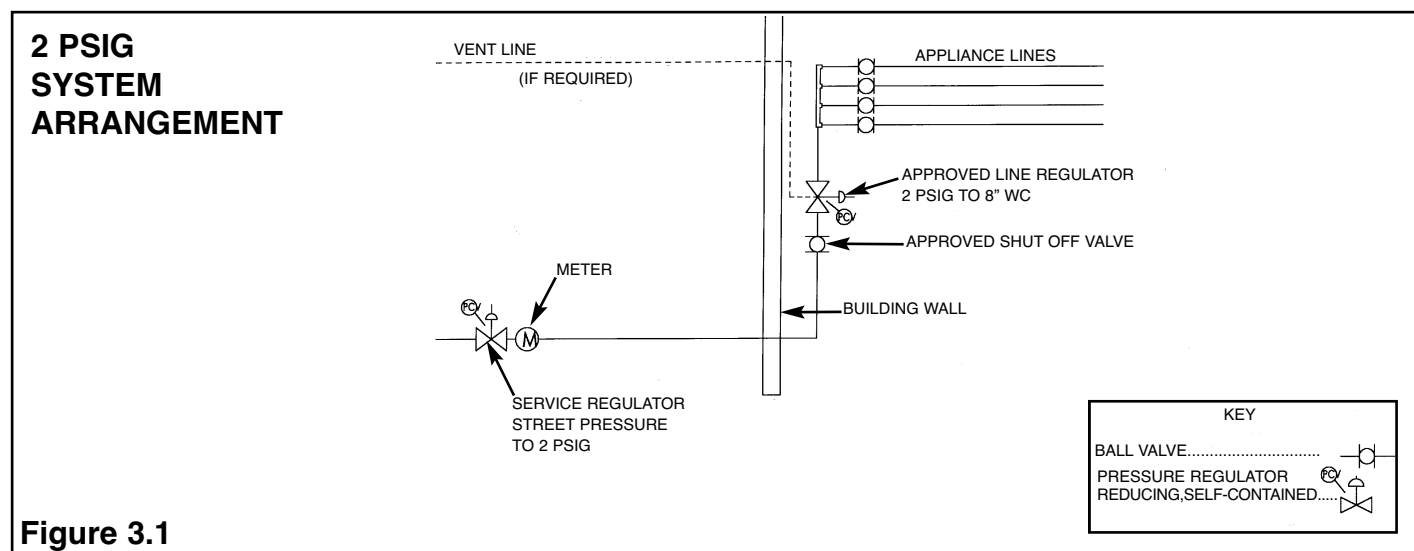 2 PSIG
SYSTEM
ARRANGEMENT
VENT LINE
(IF REQUIRED)
APPLIANCE LINES
APPROVED LINE REGULATOR
2 PSIG TO 8” WC
PCV
APPROVED SHUT OFF VALVE
METER
BUILDING WALL
PCV
M
SERVICE REGULATOR
STREET PRESSURE
TO 2 PSIG
KEY
BALL VALVE..............................
PRESSURE REGULATOR
PCV
REDUCING,SELF-CONTAINED.....
Figure 3.1